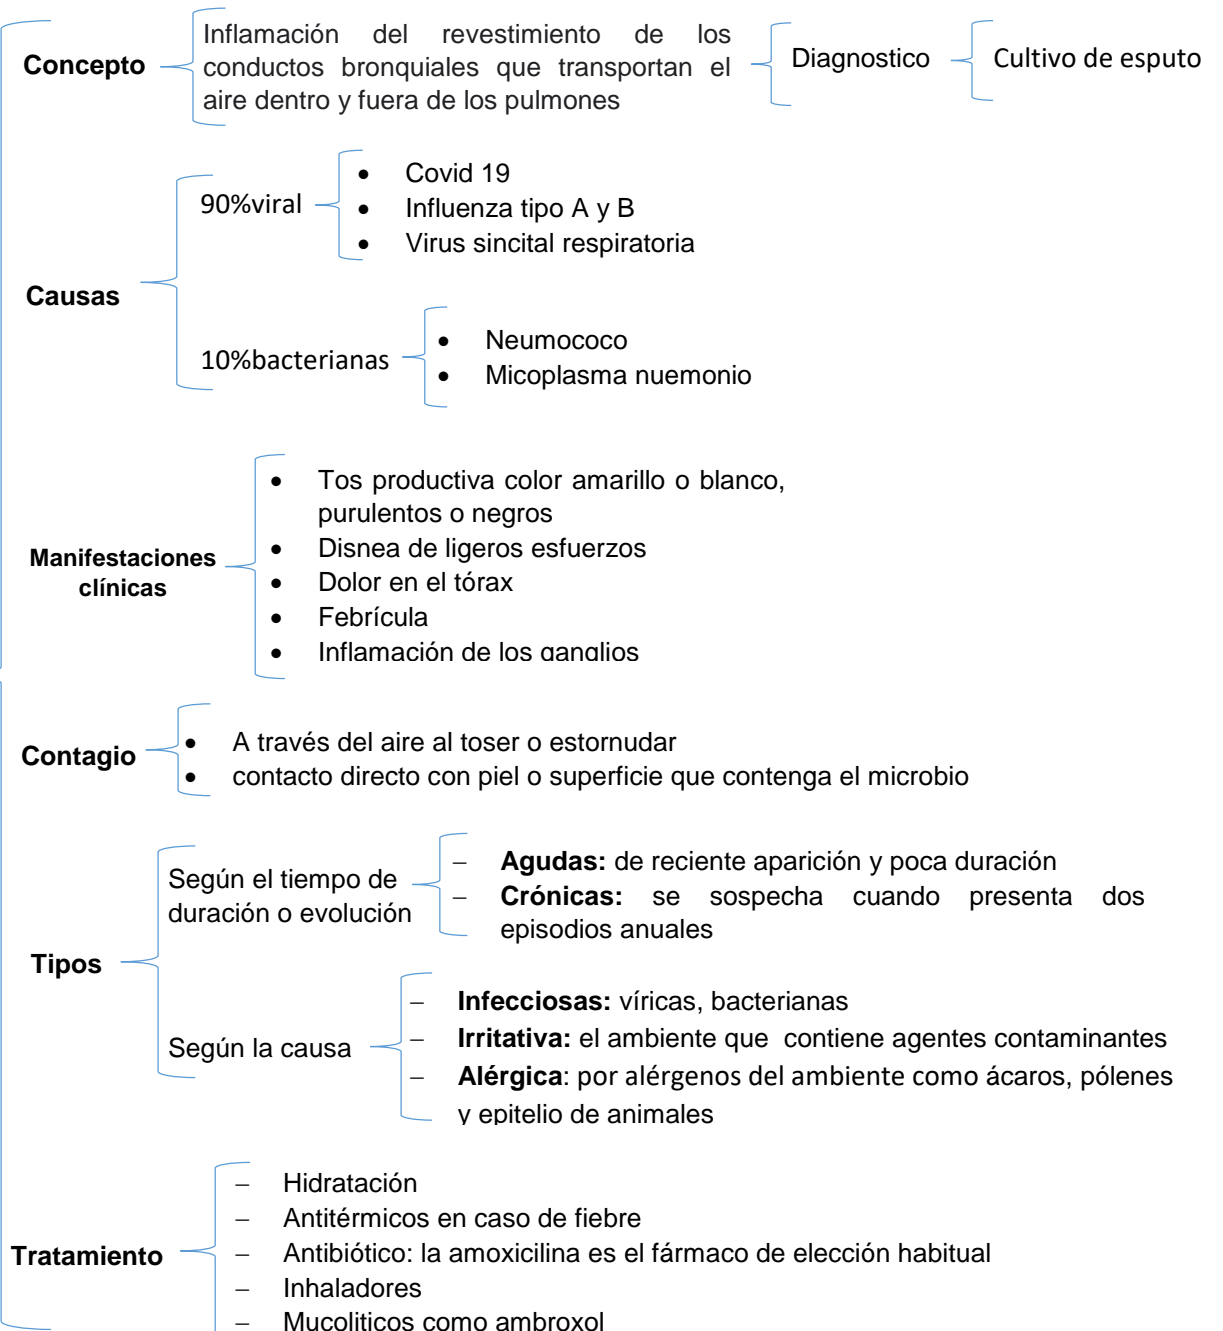 Concepto
Inflamación del revestimiento de los
conductos bronquiales que transportan el
aire dentro y fuera de los pulmones
Diagnostico
Cultivo de esputo
Causas
90%viral
• Covid 19
• Influenza tipo A y B
• Virus sincital respiratoria
10%bacterianas
• Neumococo
• Micoplasma nuemonio
Manifestaciones
clínicas
• Tos productiva color amarillo o blanco,
purulentos o negros
• Disnea de ligeros esfuerzos
• Dolor en el tórax
• Febrícula
• Inflamación de los ganglios
Contagio
• A través del aire al toser o estornudar
• contacto directo con piel o superficie que contenga el microbio
Tipos
Según el tiempo de
duración o evolución
– Agudas: de reciente aparición y poca duración
– Crónicas: se sospecha cuando presenta dos
episodios anuales
Según la causa
– Infecciosas: víricas, bacterianas
– Irritativa: el ambiente que contiene agentes contaminantes
– Alérgica: por alérgenos del ambiente como ácaros, pólenes
y epitelio de animales
Tratamiento
– Hidratación
– Antitérmicos en caso de fiebre
– Antibiótico: la amoxicilina es el fármaco de elección habitual
– Inhaladores
– Mucoliticos como ambroxol